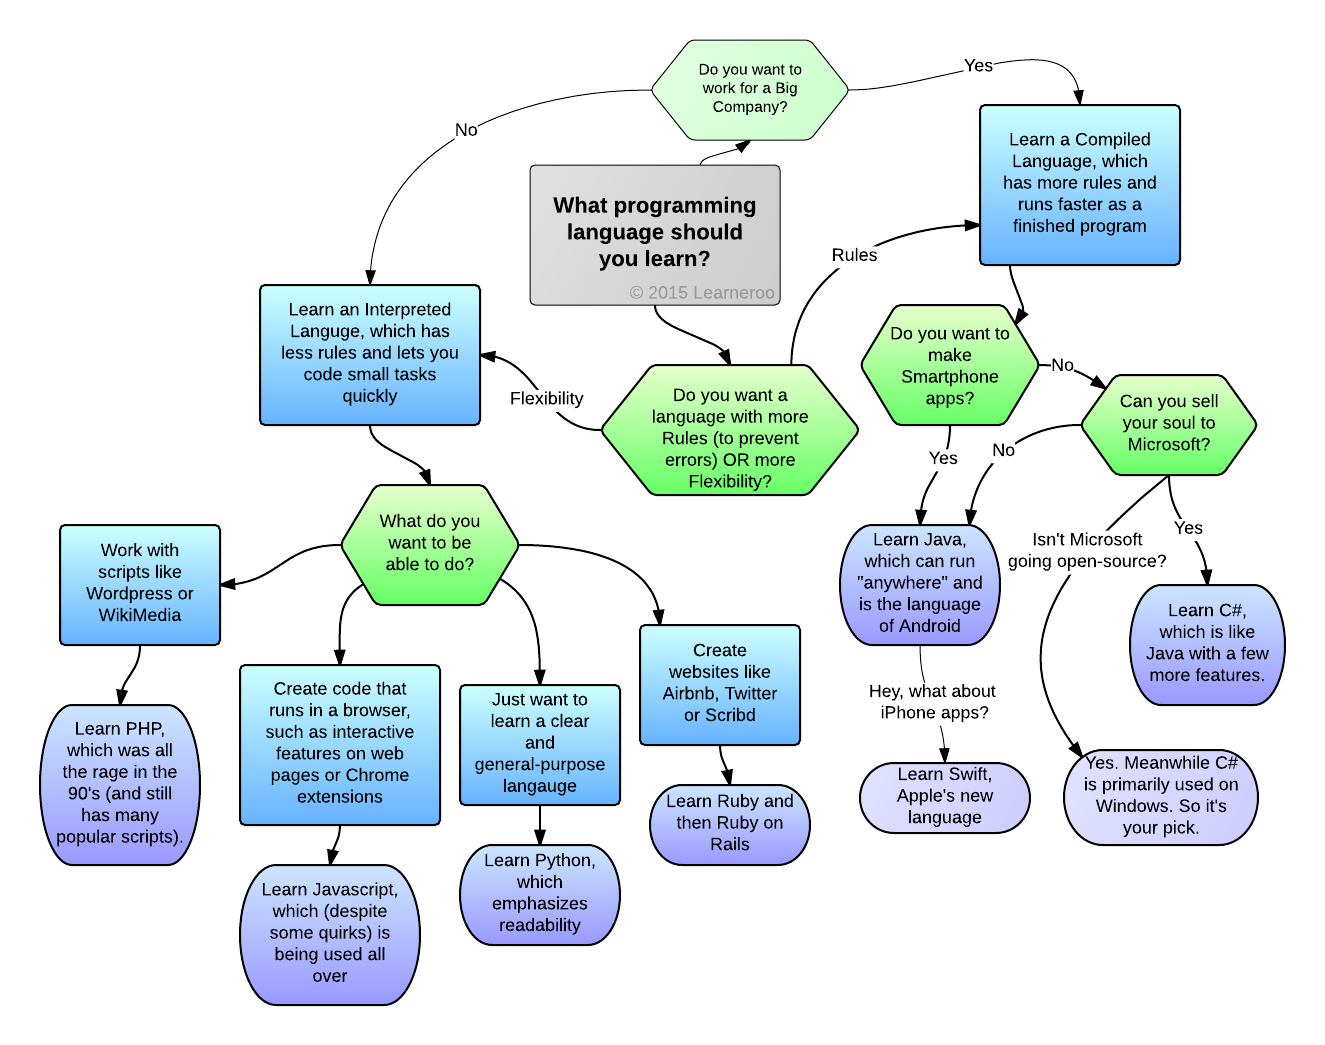 Do you want to
work for a Big
Company?
Yes
No
What programming
language should
you learn?
© 2015 Learneroo
Learn a Compiled
Language, which
has more rules and
runs faster as a
finished program
Rules
Learn an Interpreted
Languge, which has
less rules and lets you
code small tasks
quickly
Flexibility
Do you want a
language with more
Rules (to prevent
errors) OR more
Flexibility?
Do you want to
make
Smartphone
apps?
No
Can you sell
your soul to
Microsoft?
Yes
No
Isn't Microsoft
going open-source?
Yes
What do you
want to be
able to do?
Work with
scripts like
Wordpress or
WikiMedia
Learn Java,
which can run
"anywhere" and
is the language
of Android
Learn C#,
which is like
Java with a few
more features.
Create code that
runs in a browser,
such as interactive
features on web
pages or Chrome
extensions
Just want to
learn a clear
and
general-purpose
langauge
Create
websites like
Airbnb, Twitter
or Scribd
Hey, what about
iPhone apps?
Learn PHP,
which was all
the rage in the
90's (and still
has many
popular scripts).
Learn Ruby and
then Ruby on
Rails
Learn Swift,
Apple's new
language
Yes. Meanwhile C#
is primarily used on
Windows. So it's
your pick.
Learn Javascript,
which (despite
some quirks) is
being used all
over
Learn Python,
which
emphasizes
readability